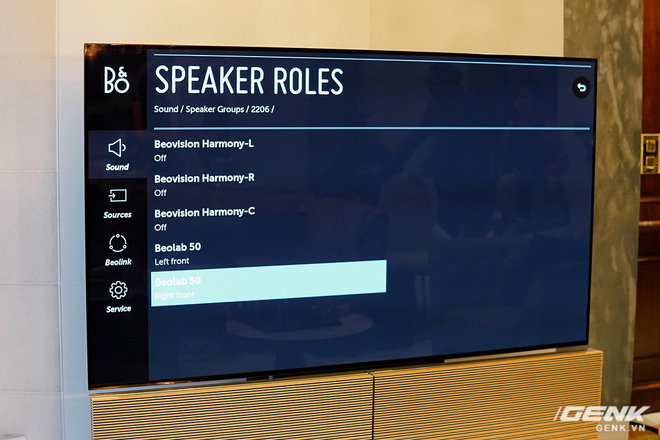 B&O
SPEAKER ROLES
Sound / Speaker Groups / 2206 /
Beovision Harmony-L
Off
Beovision Harmony-R
Off
Beovision Harmony-C
Off
Beolab 50
Left front
Beolab 50
Right front
Sound
Sources
Beolink
Service
GENK
GENK.VN